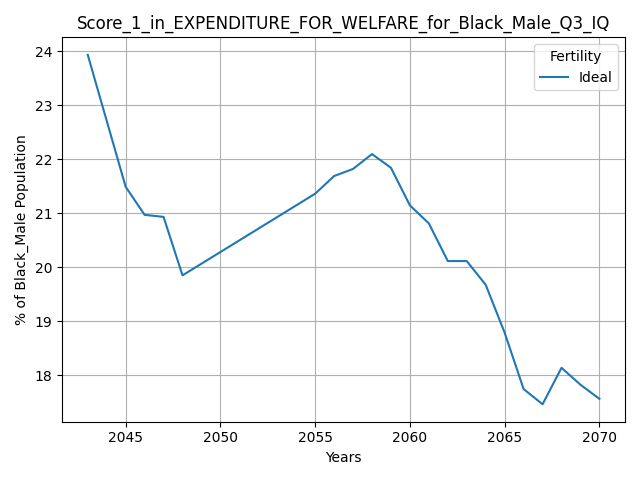 Score_1_in_EXPENDITURE_FOR_WELFARE_for_Black_Male_Q3_IQ
Fertility
Ideal
24
23
22
21
20
19
18
% of Black_Male Population
2045 2050 2055 2060 2065 2070
Years